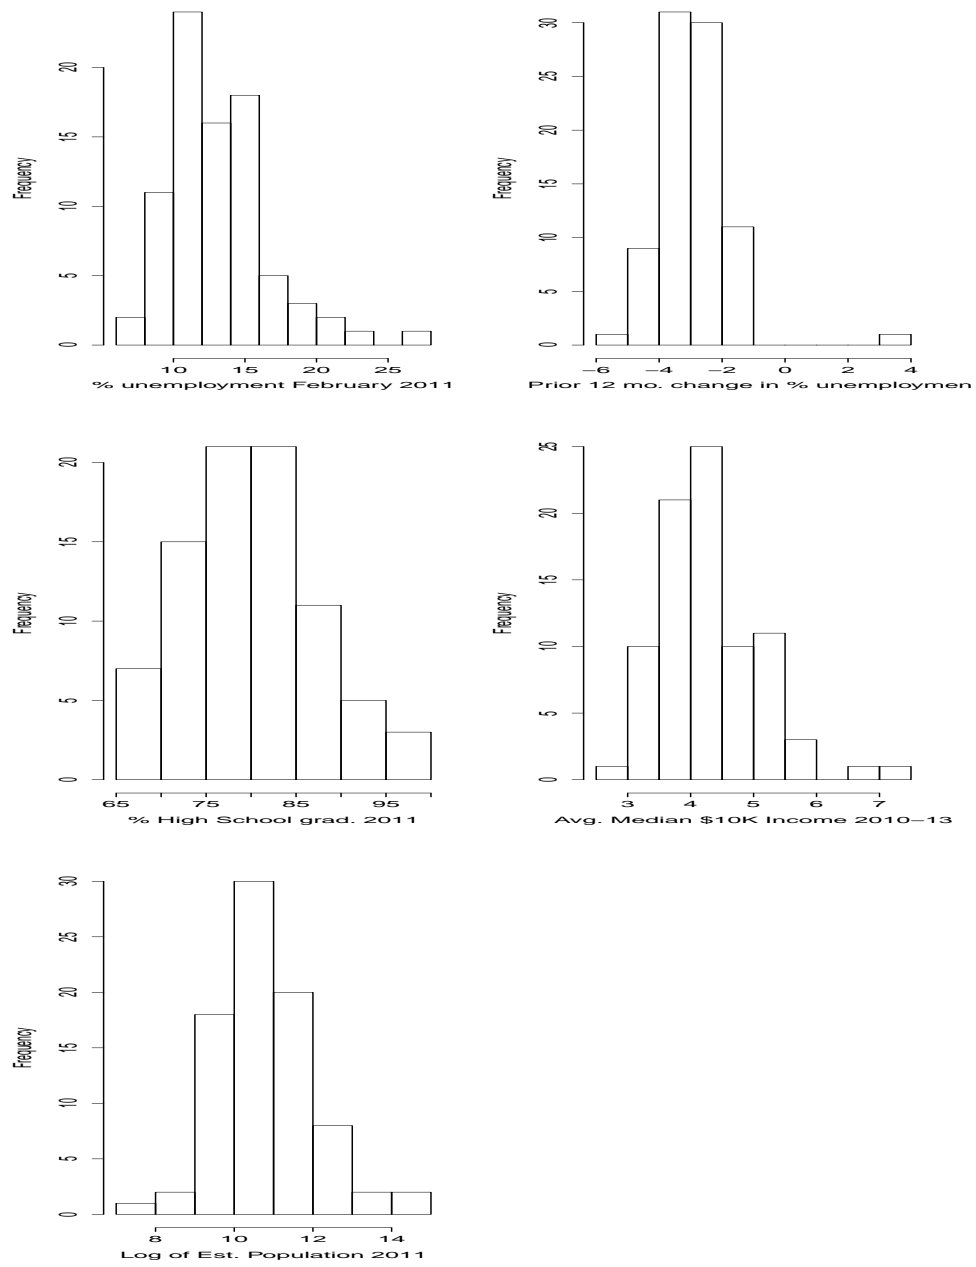 Frequency
0 5 10 15 20
10 15 20 25
% unemployment February 2011
Frequency
0 5 10 15 20 25 30
−6 −4 −2 0 2 4
Prior 12 mo. change in % unemploymen
Frequency
0 5 10 15 20
65 75 85 95
% High School grad. 2011
Frequency
0 5 10 15 20 25
3 4 5 6 7
Avg. Median $10K Income 2010−13
Frequency
0 5 10 15 20 25 30
8 10 12 14
Log of Est. Population 2011